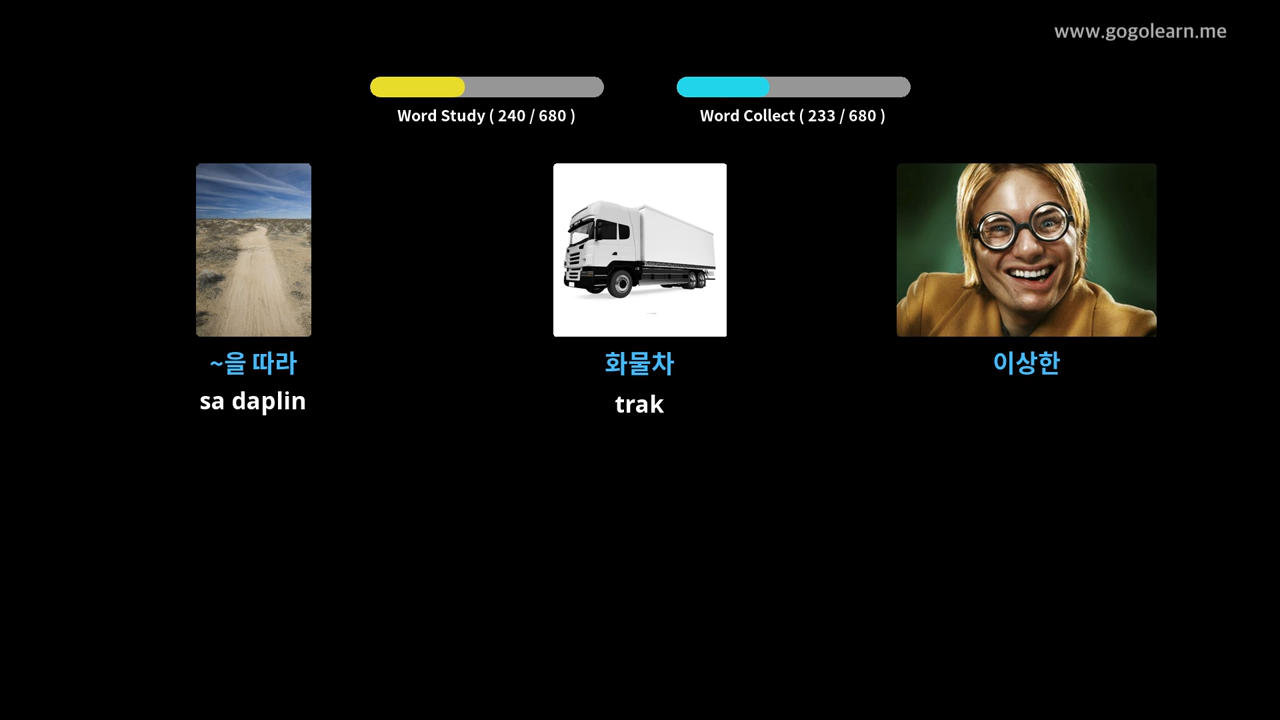 www.gogolearn.me
Word Study ( 240 / 680 )
Word Collect ( 233 / 680 )
~을 따라
화물차
이상한
sa daplin
trak